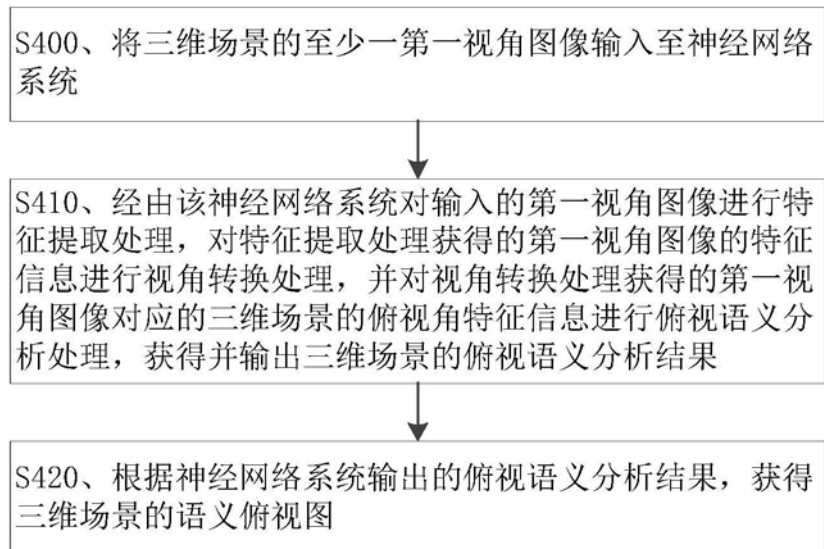 S400、将三维场景的至少一第一视角图像输入至神经网络
系统
S410、经由该神经网络系统对输入的第一视角图像进行特
征提取处理，对特征提取处理获得的第一视角图像的特征
信息进行视角转换处理，并对视角转换处理获得的第一视
角图像对应的三维场景的俯视角特征信息进行俯视语义分
析处理，获得并输出三维场景的俯视语义分析结果
S420、根据神经网络系统输出的俯视语义分析结果，获得
三维场景的语义俯视图